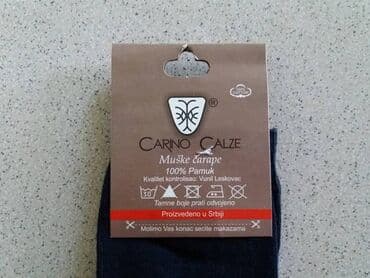 ®
CARINO CALZE
Muške čarape
100% Pamuk
Kvalitet kontrolisao: Vunil Leskovac
30
Tamne boje prati odvojeno
Proizvedeno u Srbiji
Molimo Vas konac secite makazama